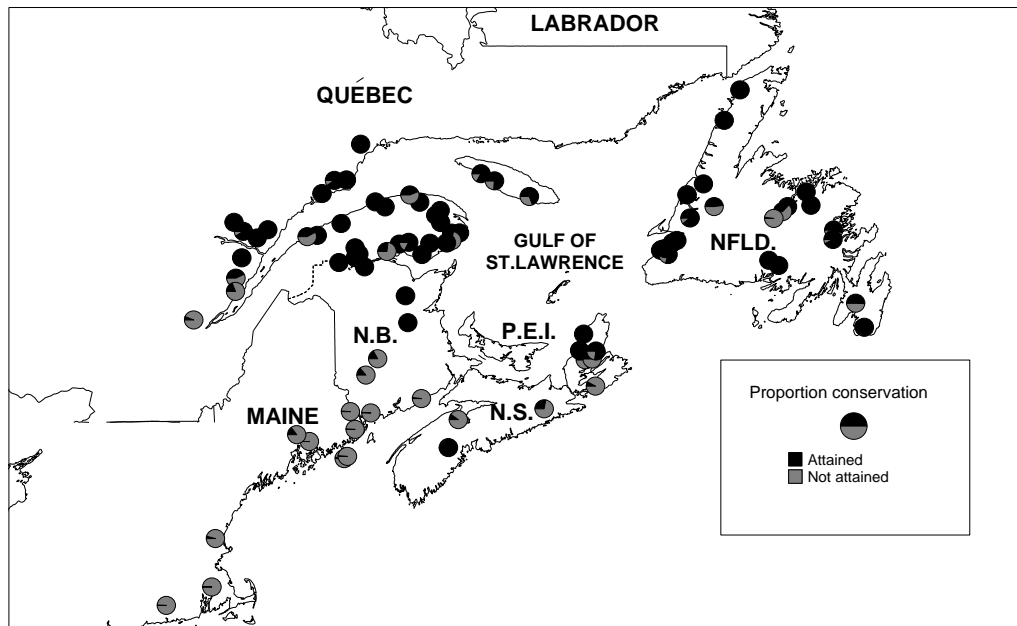 LABRADOR
QUÉBEC
GULF OF
ST.LAWRENCE
NFLD.
N.B.
P.E.I.
MAINE
N.S.
Proportion conservation
Attained
Not attained